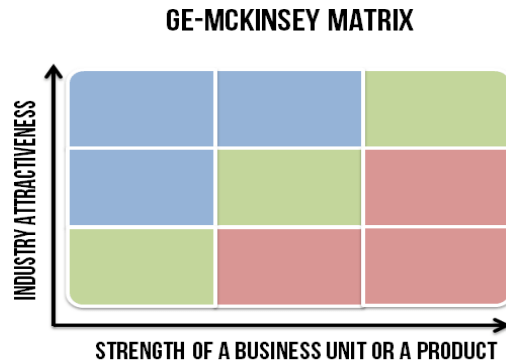 GE-MCKINSEY MATRIX
INDUSTRY ATTRACTIVENESS
STRENGTH OF A BUSINESS UNIT OR A PRODUCT